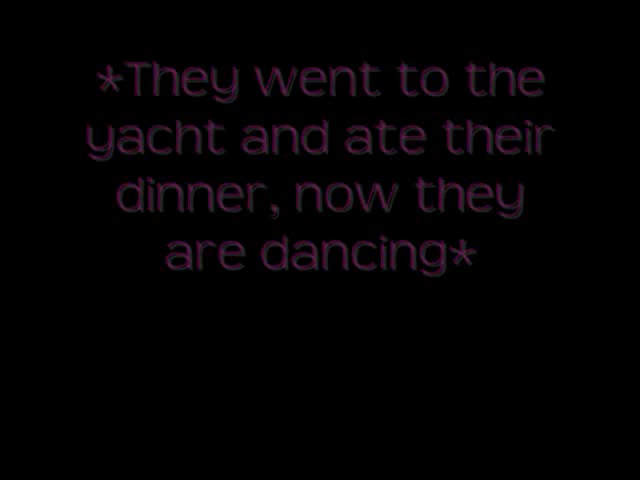 *They went to the
yacht and ate their
dinner, now they
are dancing*